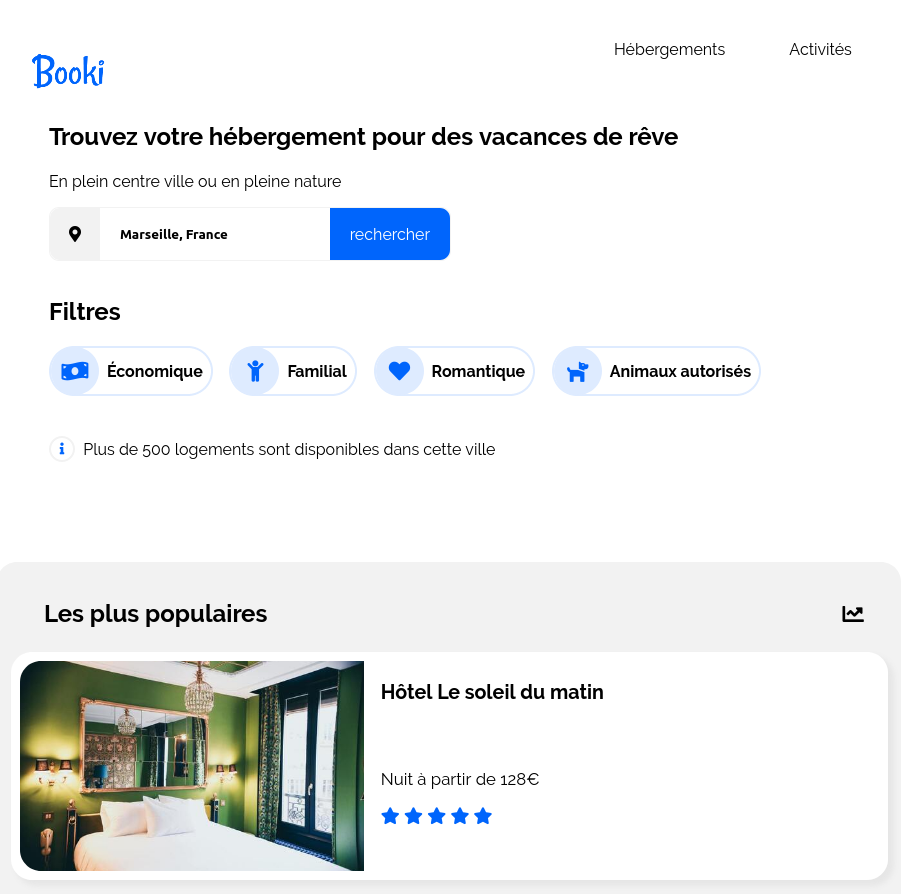 Booki
Hébergements
Activités
Trouvez votre hébergement pour des vacances de rêve
En plein centre ville ou en pleine nature
Marseille, France
rechercher
Filtres
Économique
Familial
Romantique
Animaux autorisés
Plus de 500 logements sont disponibles dans cette ville
Les plus populaires
Hôtel Le soleil du matin
Nuit à partir de 128€